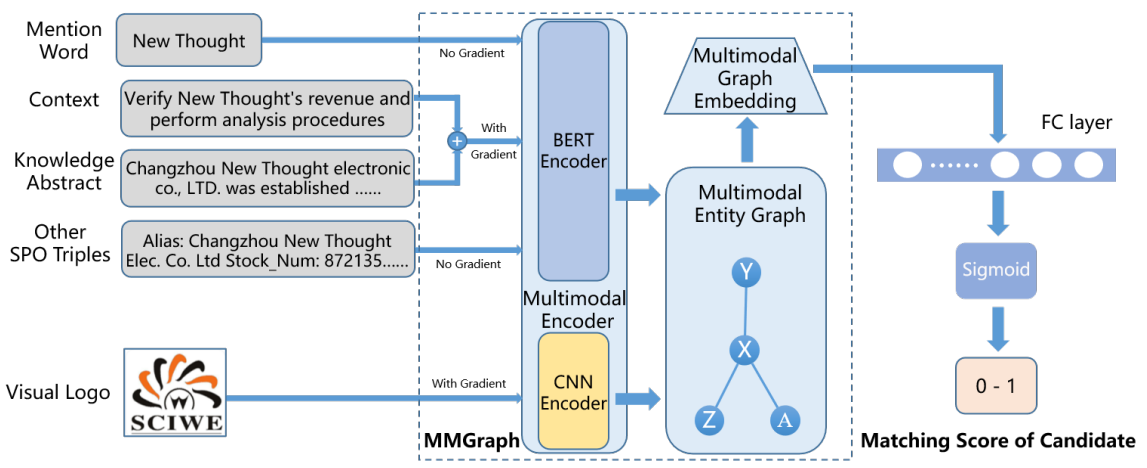 Mention
Word
New Thought
No Gradient
Context
Verify New Thought's revenue and
perform analysis procedures
+
With
Gradient
Knowledge
Abstract
Changzhou New Thought electronic
co., LTD. was established ......
Other
SPO Triples
Alias: Changzhou New Thought
Elec. Co. Ltd Stock_Num: 872135......
No Gradient
Visual Logo
SCIWE
With Gradient
BERT
Encoder
Multimodal
Encoder
CNN
Encoder
MMGraph
Multimodal
Graph
Embedding
Multimodal
Entity Graph
Y
X
Z
A
FC layer
......
Sigmoid
0 - 1
Matching Score of Candidate